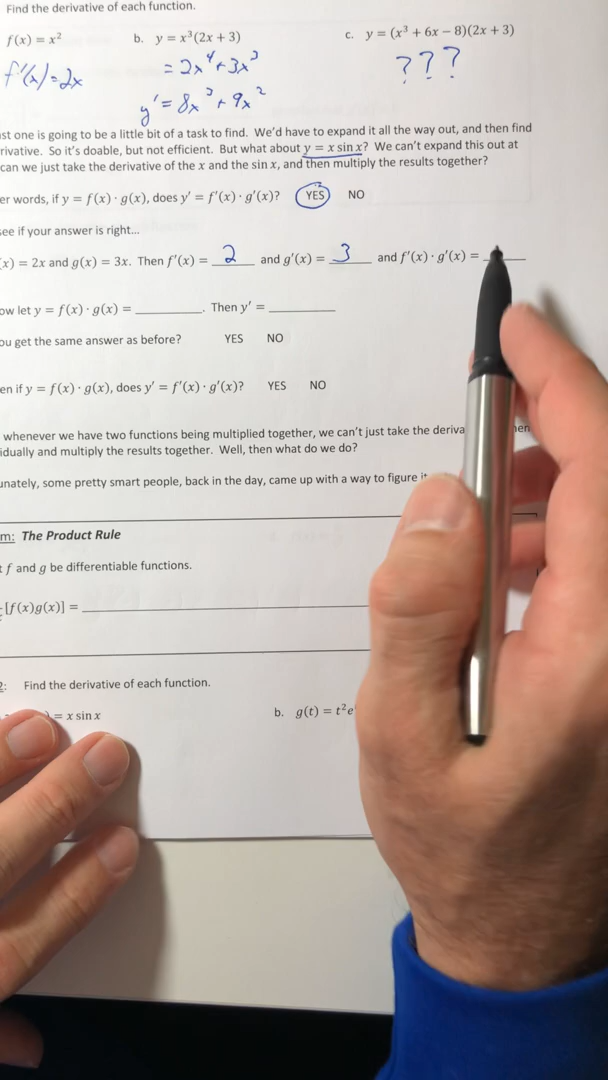 Find the derivative of each function.
f(x) = x² b. y = x³(2x + 3) c. y = (x³ + 6x − 8)(2x + 3)
f'(x) = 2x = 2x⁴ + 3x³ ???
y' = 8x³ + 9x²
st one is going to be a little bit of a task to find. We'd have to expand it all the way out, and then find
rivative. So it's doable, but not efficient. But what about y = x sin x? We can't expand this out at
can we just take the derivative of the x and the sin x, and then multiply the results together?
er words, if y = f(x) · g(x), does y' = f'(x) · g'(x)? YES NO
see if your answer is right...
(x) = 2x and g(x) = 3x. Then f'(x) = 2 and g'(x) = 3 and f'(x) · g'(x) = ___
ow let y = f(x) · g(x) = ________. Then y' = ________
ou get the same answer as before? YES NO
en if y = f(x) · g(x), does y' = f'(x) · g'(x)? YES NO
whenever we have two functions being multiplied together, we can't just take the deriva
idually and multiply the results together. Well, then what do we do?
unately, some pretty smart people, back in the day, came up with a way to figure it
m: The Product Rule
t f and g be differentiable functions.
[f(x)g(x)] = ________
2: Find the derivative of each function.
) = x sin x b. g(t) = t²e